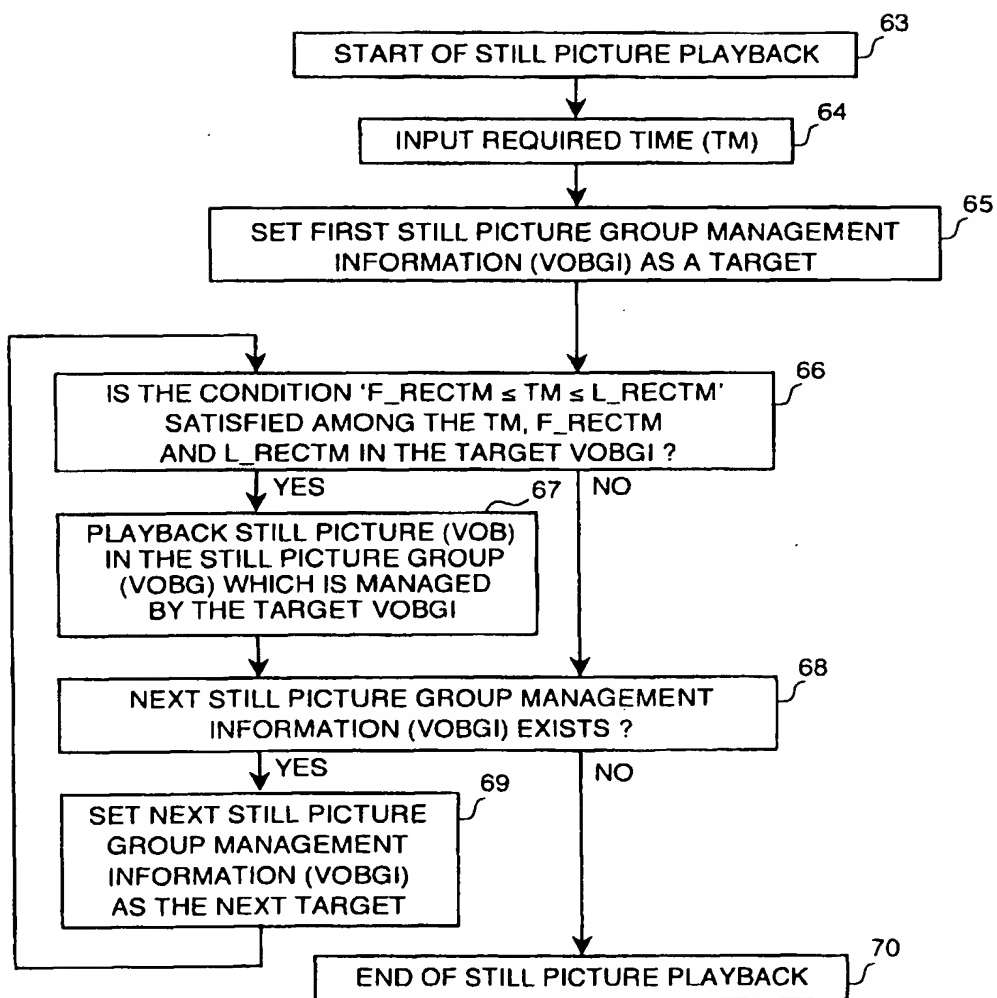 63
START OF STILL PICTURE PLAYBACK
64
INPUT REQUIRED TIME (TM)
65
SET FIRST STILL PICTURE GROUP MANAGEMENT
INFORMATION (VOBGI) AS A TARGET
66
IS THE CONDITION 'F_RECTM ≤ TM ≤ L_RECTM'
SATISFIED AMONG THE TM, F_RECTM
AND L_RECTM IN THE TARGET VOBGI ?
YES
NO
67
PLAYBACK STILL PICTURE (VOB)
IN THE STILL PICTURE GROUP
(VOBG) WHICH IS MANAGED
BY THE TARGET VOBGI
68
NEXT STILL PICTURE GROUP MANAGEMENT
INFORMATION (VOBGI) EXISTS ?
YES
NO
69
SET NEXT STILL PICTURE
GROUP MANAGEMENT
INFORMATION (VOBGI)
AS THE NEXT TARGET
70
END OF STILL PICTURE PLAYBACK